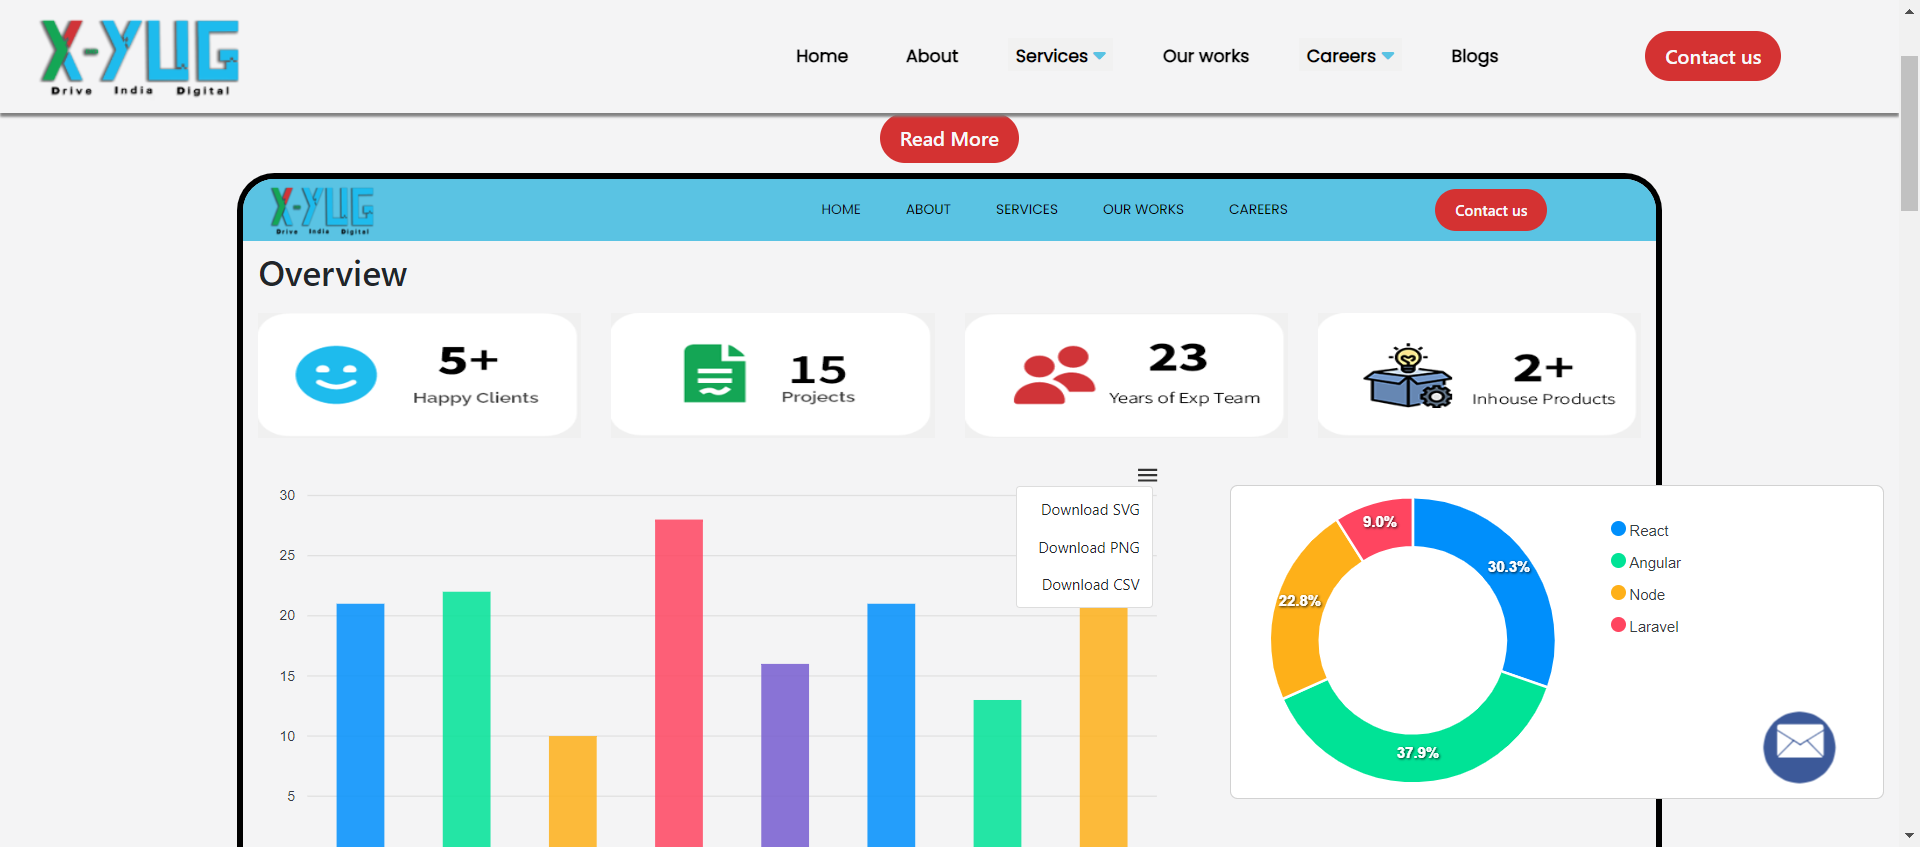 X-YUG
Drive India Digital
Home About Services Our works Careers Blogs Contact us
Read More
X-YUG
Drive India Digital
HOME ABOUT SERVICES OUR WORKS CAREERS Contact us
Overview
5+
Happy Clients
15
Projects
23
Years of Exp Team
2+
Inhouse Products
30
25
20
15
10
5
Download SVG
Download PNG
Download CSV
9.0%
30.3%
22.8%
37.9%
React
Angular
Node
Laravel